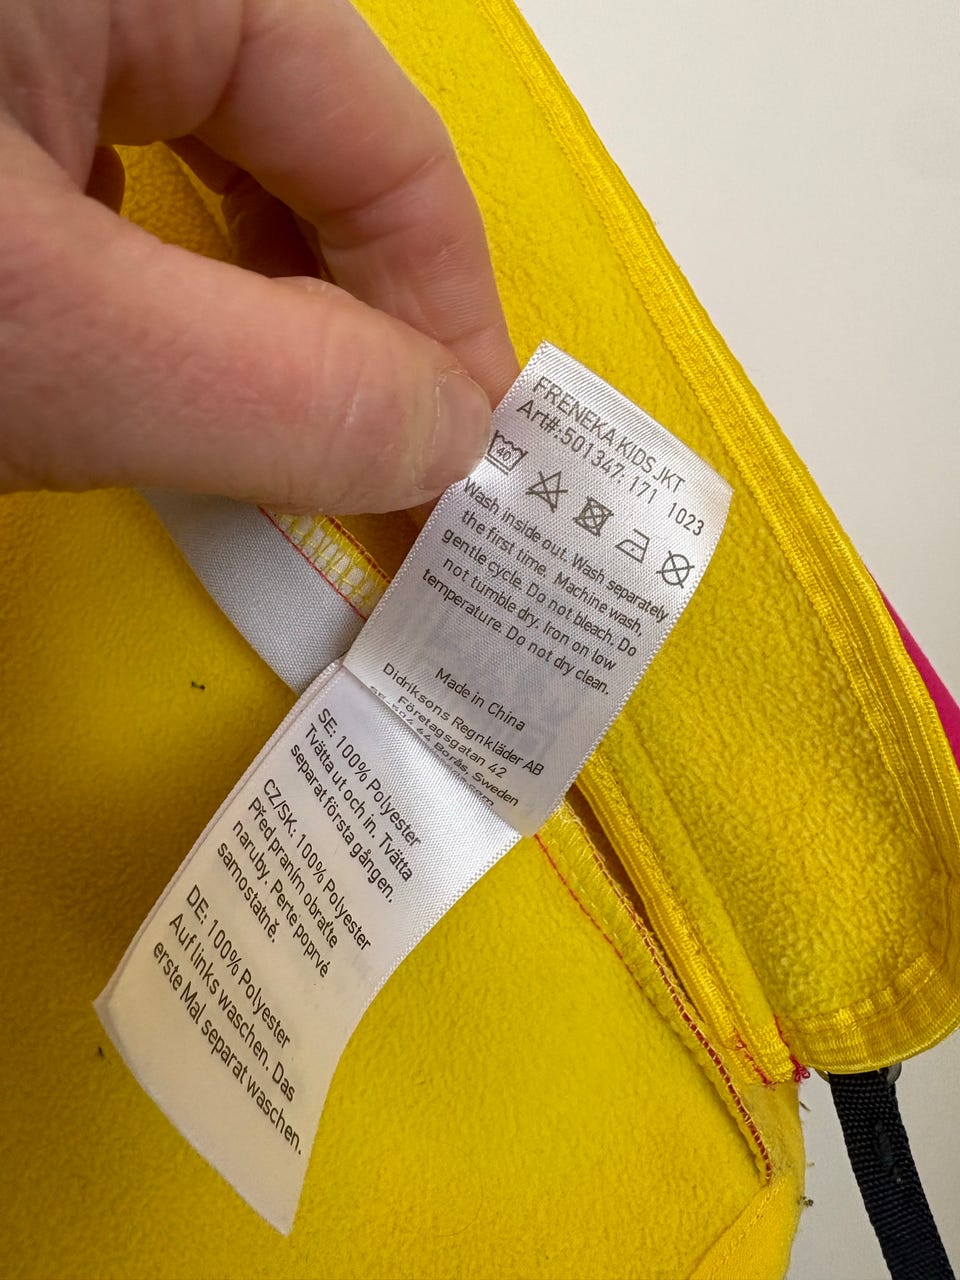 FRENEKA KIDS JKT
Art#:501347: 171 1023
40
Wash inside out. Wash separately
the first time. Machine wash,
gentle cycle. Do not bleach. Do
not tumble dry. Iron on low
temperature. Do not dry clean.
Made in China
Didriksons Regnkläder AB
Företagsgatan 42
SE-504 44 Borås, Sweden
SE: 100% Polyester
Tvätta ut och in. Tvätta
separat första gången.
CZ/SK: 100% Polyester
Před praním obraťte
naruby. Perte poprvé
samostatně.
DE: 100% Polyester
Auf links waschen. Das
erste Mal separat waschen.